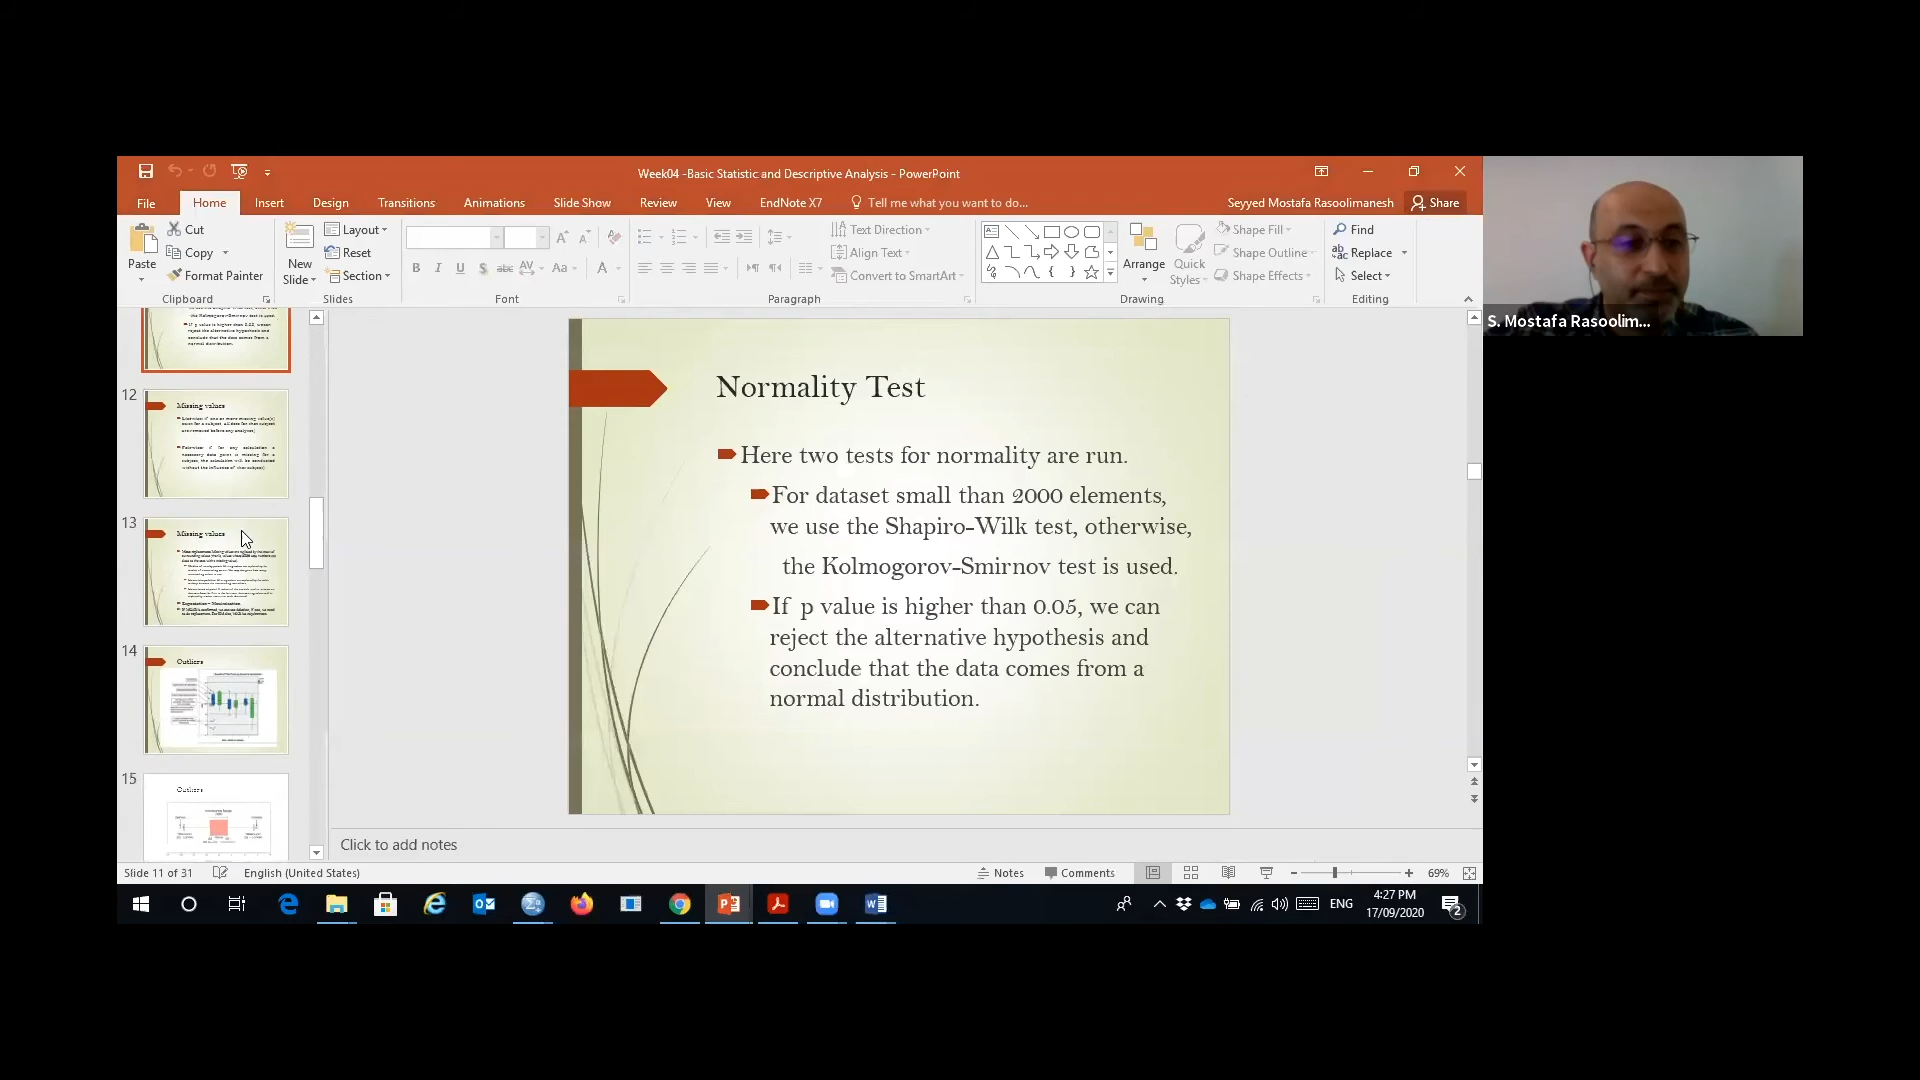 Week04 -Basic Statistic and Descriptive Analysis - PowerPoint
File Home Insert Design Transitions Animations Slide Show Review View EndNote X7 Tell me what you want to do... Seyyed Mostafa Rasoolimanesh Share
Paste
Cut
Copy
Format Painter
Clipboard
New
Slide
Layout
Reset
Section
Slides
B I U S abc AV Aa A
Font
Text Direction
Align Text
Convert to SmartArt
Paragraph
Arrange
Quick
Styles
Shape Fill
Shape Outline
Shape Effects
Drawing
Find
Replace
Select
Editing
S. Mostafa Rasoolim...
normal distribution.
12
Missing values
13
Missing values
14
Outliers
15
Outliers
Normality Test
Here two tests for normality are run.
For dataset small than 2000 elements,
we use the Shapiro-Wilk test, otherwise,
the Kolmogorov-Smirnov test is used.
If p value is higher than 0.05, we can
reject the alternative hypothesis and
conclude that the data comes from a
normal distribution.
Click to add notes
Slide 11 of 31 English (United States) Notes Comments 69%
ENG
4:27 PM
17/09/2020
2